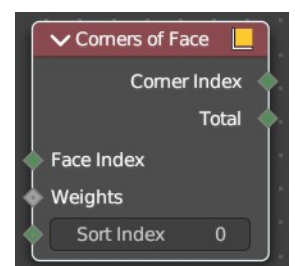 Corners of Face
Corner Index
Total
Face Index
Weights
Sort Index 0